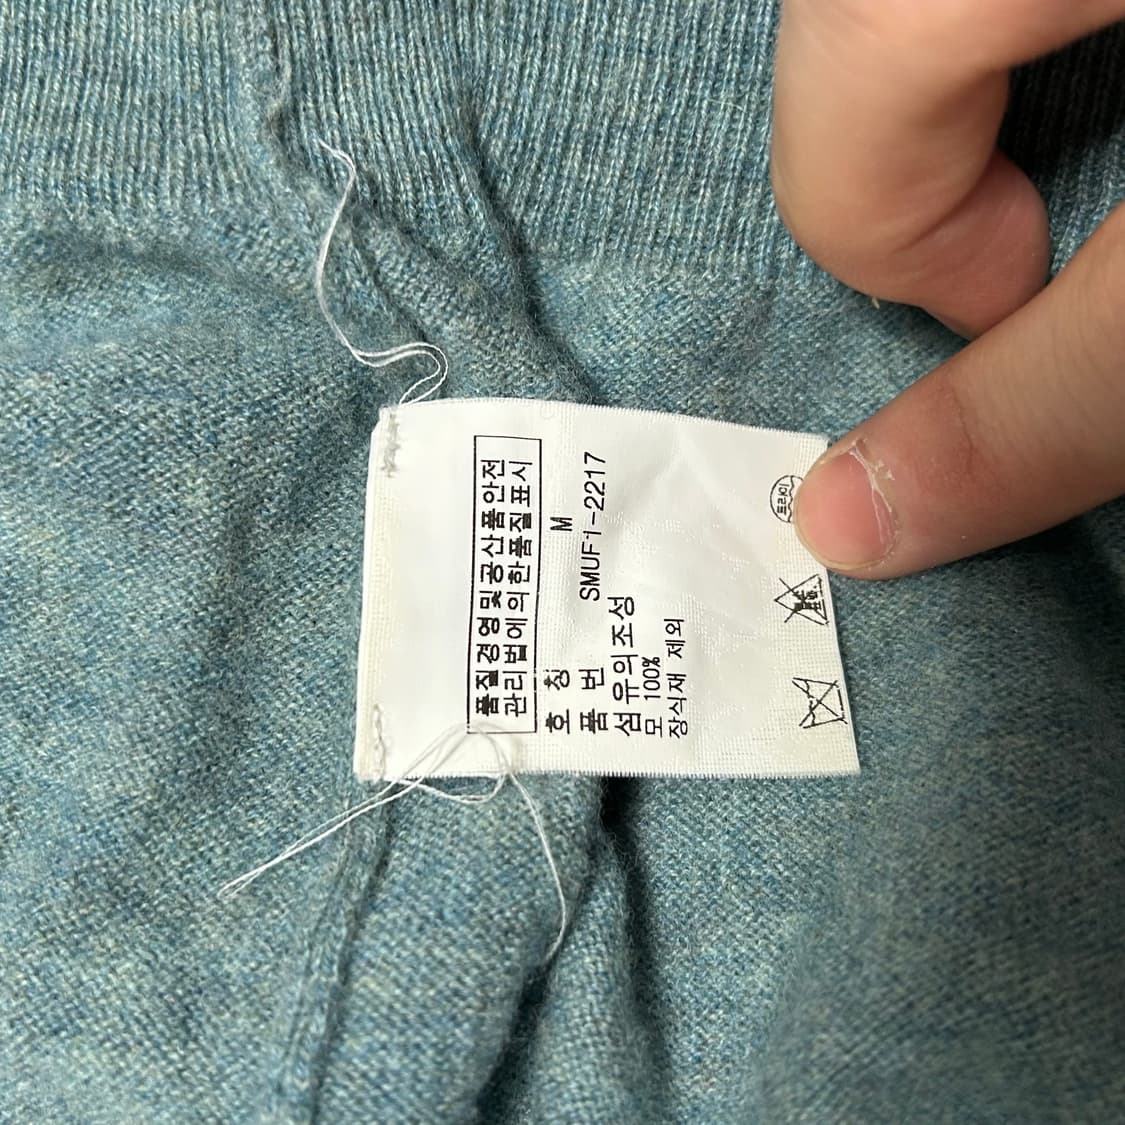 품질경영및공산품안전
관리법에의한품질표시
호 칭 M
품 번 SMUF1-2217
섬유의조성
모 100%
장식재 제외
드라이